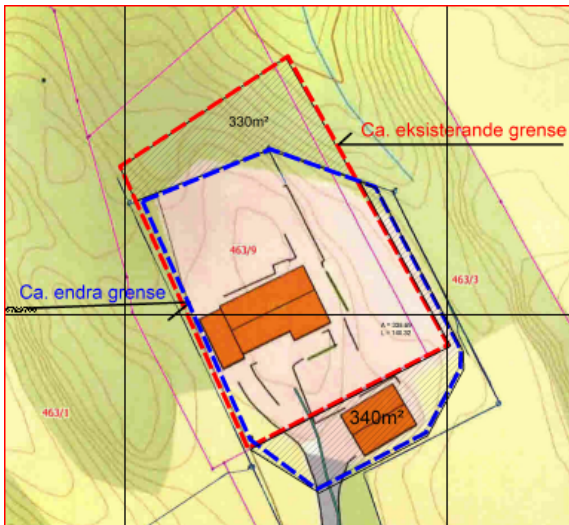 330m²
Ca. eksisterande grense
463/9
463/3
Ca. endra grense
463/1
340m²